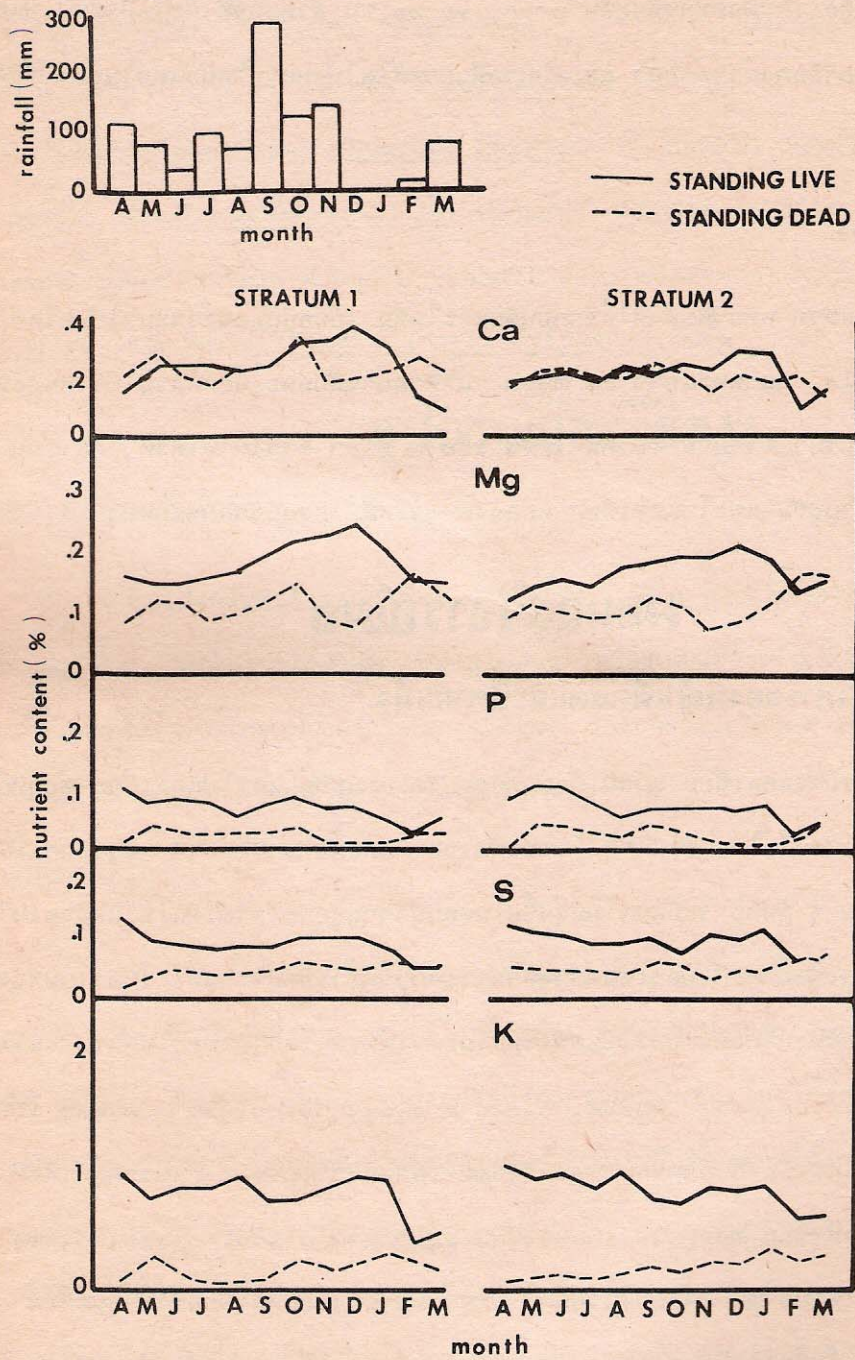 300
200
100
0
rainfall (mm)
A M J J A S O N D J F M
month
STANDING LIVE
STANDING DEAD
STRATUM 1
STRATUM 2
Ca
.4
.2
0
Mg
.3
.2
.1
0
P
.2
.1
0
S
.2
.1
0
K
2
1
0
nutrient content (%)
A M J J A S O N D J F M
A M J J A S O N D J F M
month